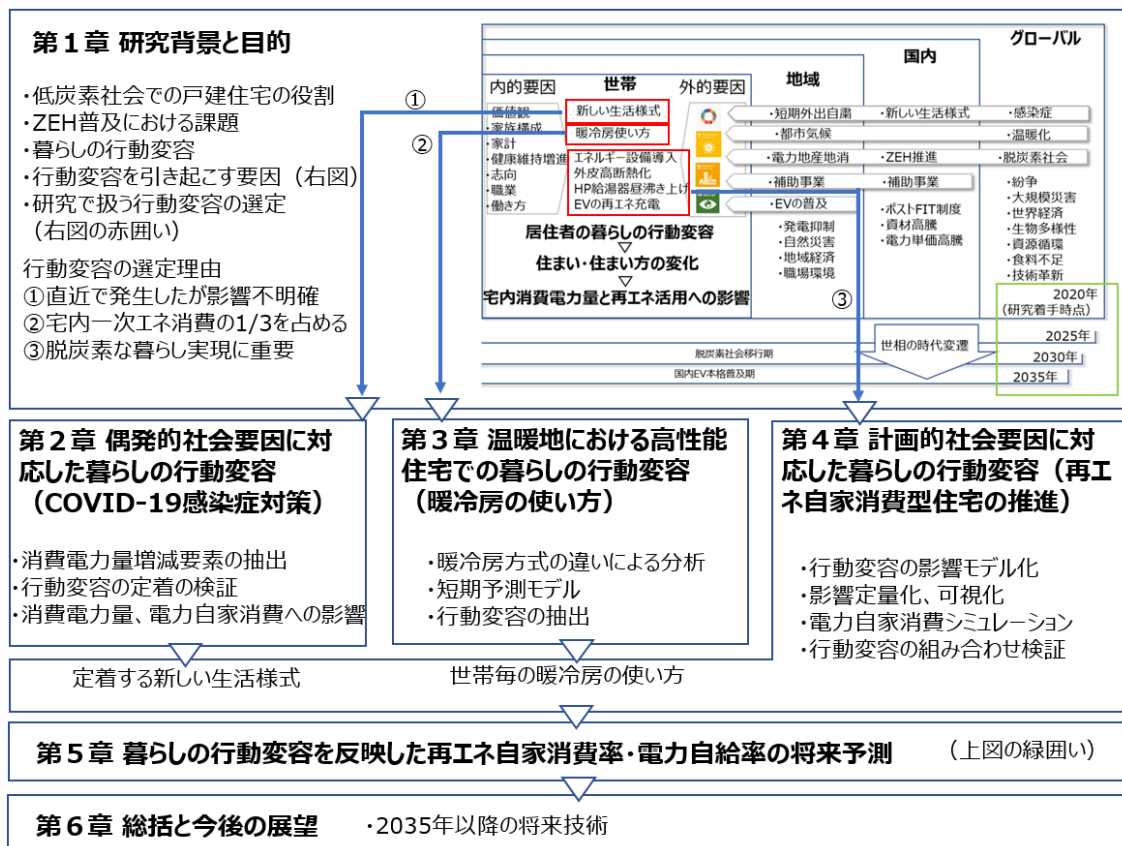 第１章 研究背景と目的
・低炭素社会での戸建住宅の役割
・ZEH普及における課題
・暮らしの行動変容
・行動変容を引き起こす要因（右図）
・研究で扱う行動変容の選定
（右図の赤囲い）
行動変容の選定理由
①直近で発生したが影響不明確
②宅内一次エネ消費の1/3を占める
③脱炭素な暮らし実現に重要
①
②
③
グローバル
国内
地域
世帯
内的要因
外的要因
・価値観
・家族構成
・家計
・健康維持増進
・志向
・職業
・働き方
新しい生活様式
暖冷房使い方
エネルギー設備導入
外皮高断熱化
HP給湯器昼沸き上げ
EVの再エネ充電
・短期外出自粛
・新しい生活様式
・感染症
・都市気候
・温暖化
・電力地産地消
・ZEH推進
・脱炭素社会
・補助事業
・補助事業
・EVの普及
・発電抑制
・自然災害
・地域経済
・職場環境
・ポストFIT制度
・資材高騰
・電力単価高騰
・紛争
・大規模災害
・世界経済
・生物多様性
・資源循環
・食料不足
・技術革新
居住者の暮らしの行動変容
住まい・住まい方の変化
宅内消費電力量と再エネ活用への影響
2020年
（研究着手時点）
2025年
2030年
2035年
世相の時代変遷
脱炭素社会移行期
国内EV本格普及期
第２章 偶発的社会要因に対
応した暮らしの行動変容
（COVID-19感染症対策）
・消費電力量増減要素の抽出
・行動変容の定着の検証
・消費電力量、電力自家消費への影響
第３章 温暖地における高性能
住宅での暮らしの行動変容
（暖冷房の使い方）
・暖冷房方式の違いによる分析
・短期予測モデル
・行動変容の抽出
第４章 計画的社会要因に対
応した暮らしの行動変容（再エ
ネ自家消費型住宅の推進）
・行動変容の影響モデル化
・影響定量化、可視化
・電力自家消費シミュレーション
・行動変容の組み合わせ検証
定着する新しい生活様式
世帯毎の暖冷房の使い方
第５章 暮らしの行動変容を反映した再エネ自家消費率・電力自給率の将来予測
（上図の緑囲い）
第６章 総括と今後の展望
・2035年以降の将来技術